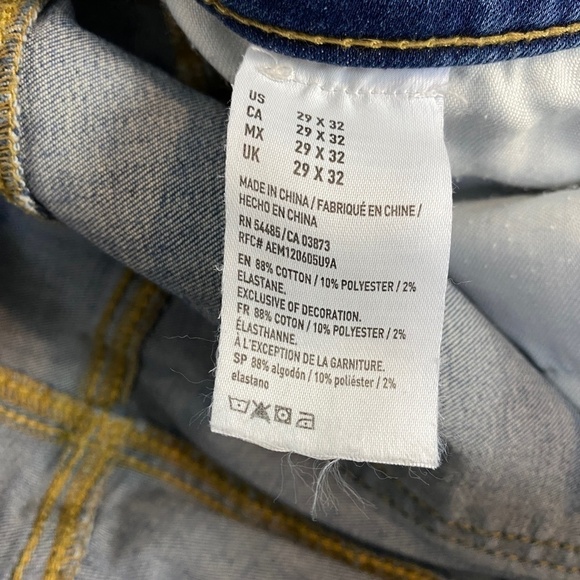 US 29 X 32
CA 29 X 32
MX 29 X 32
UK 29 X 32
MADE IN CHINA / FABRIQUÉ EN CHINE /
HECHO EN CHINA
RN 54485 / CA 03873
RFC# AEM120605U9A
EN 88% COTTON / 10% POLYESTER / 2%
ELASTANE.
EXCLUSIVE OF DECORATION.
FR 88% COTON / 10% POLYESTER / 2%
ÉLASTHANNE.
À L'EXCEPTION DE LA GARNITURE.
SP 88% algodón / 10% poliéster / 2%
elastano